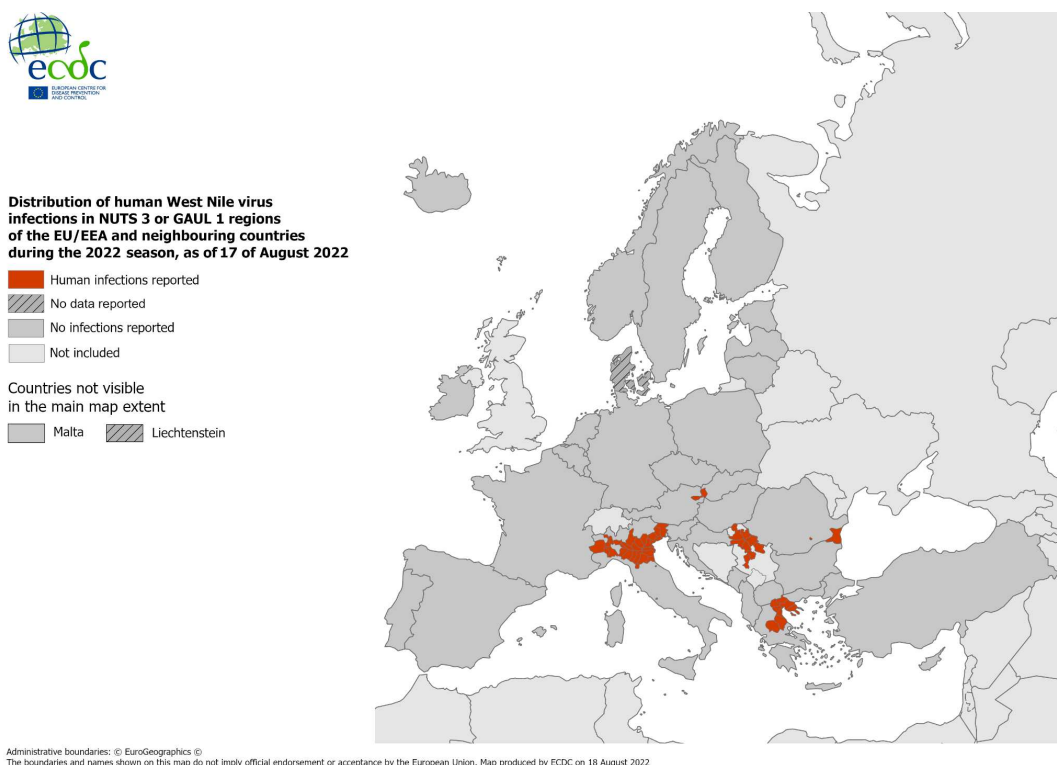 ecdc
EUROPEAN CENTRE FOR
DISEASE PREVENTION
AND CONTROL
Distribution of human West Nile virus
infections in NUTS 3 or GAUL 1 regions
of the EU/EEA and neighbouring countries
during the 2022 season, as of 17 of August 2022
Human infections reported
No data reported
No infections reported
Not included
Countries not visible
in the main map extent
Malta Liechtenstein
Administrative boundaries: © EuroGeographics ©
The boundaries and names shown on this map do not imply official endorsement or acceptance by the European Union. Map produced by ECDC on 18 August 2022